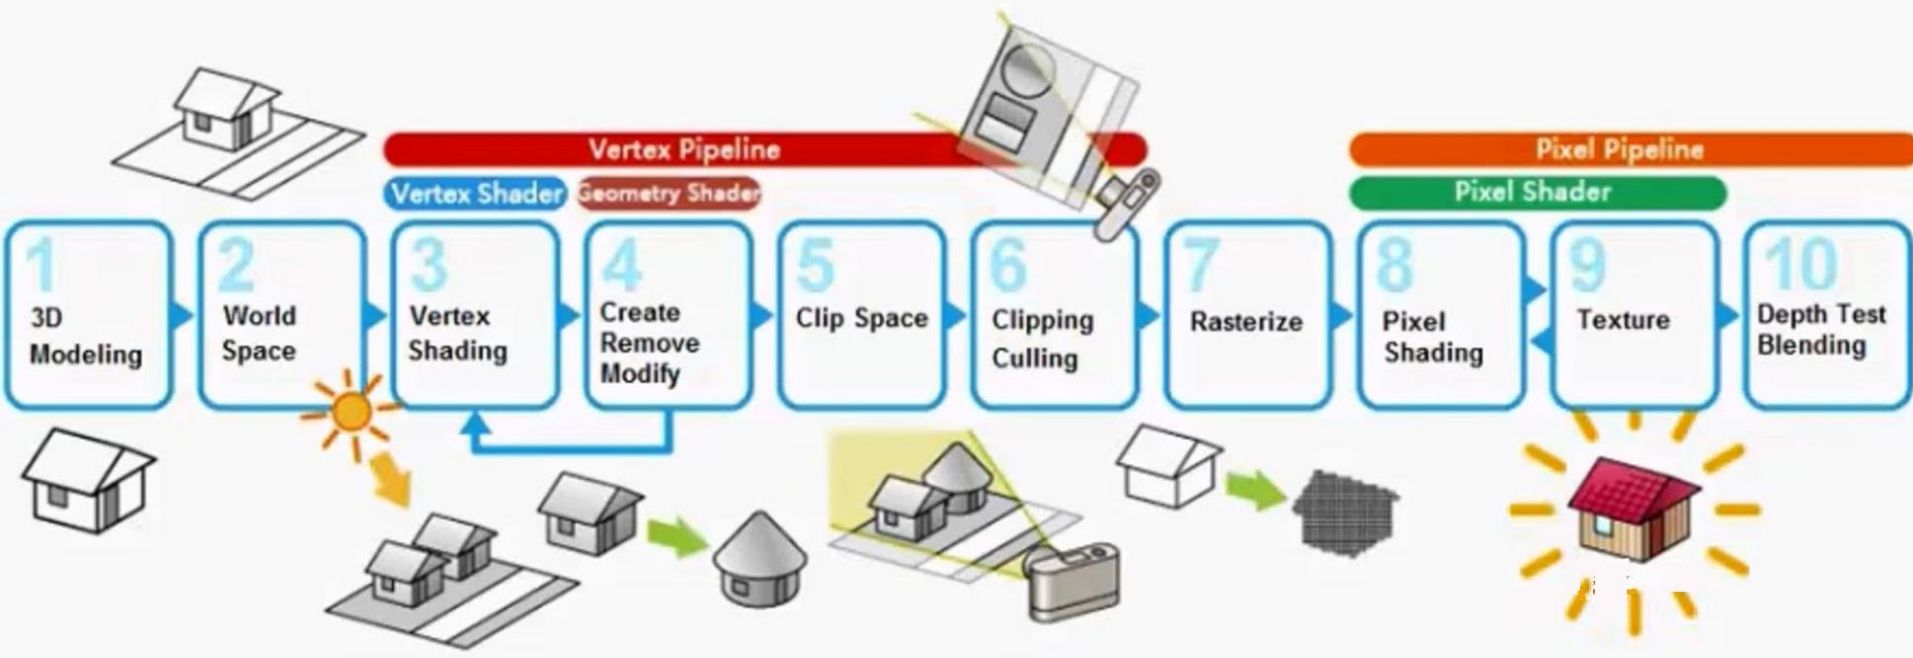 Vertex Pipeline
Pixel Pipeline
Vertex Shader
Geometry Shader
Pixel Shader
1
3D
Modeling
2
World
Space
3
Vertex
Shading
4
Create
Remove
Modify
5
Clip Space
6
Clipping
Culling
7
Rasterize
8
Pixel
Shading
9
Texture
10
Depth Test
Blending